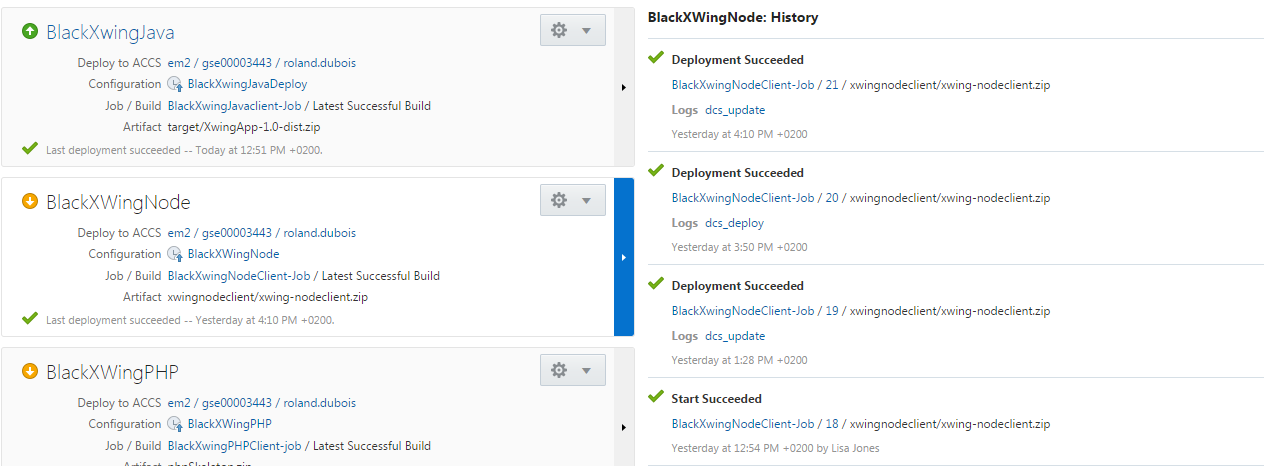 BlackXwingJava
Deploy to ACCS em2 / gse00003443 / roland.dubois
Configuration BlackXwingJavaDeploy
Job / Build BlackXwingJavaclient-Job / Latest Successful Build
Artifact target/XwingApp-1.0-dist.zip
Last deployment succeeded -- Today at 12:51 PM +0200.
BlackXWingNode
Deploy to ACCS em2 / gse00003443 / roland.dubois
Configuration BlackXWingNode
Job / Build BlackXwingNodeClient-Job / Latest Successful Build
Artifact xwingnodeclient/xwing-nodeclient.zip
Last deployment succeeded -- Yesterday at 4:10 PM +0200.
BlackXWingPHP
Deploy to ACCS em2 / gse00003443 / roland.dubois
Configuration BlackXWingPHP
Job / Build BlackXwingPHPClient-job / Latest Successful Build
Artifact phpSkeleton.zip
BlackXWingNode: History
Deployment Succeeded
BlackXwingNodeClient-Job / 21 / xwingnodeclient/xwing-nodeclient.zip
Logs dcs_update
Yesterday at 4:10 PM +0200
Deployment Succeeded
BlackXwingNodeClient-Job / 20 / xwingnodeclient/xwing-nodeclient.zip
Logs dcs_deploy
Yesterday at 3:50 PM +0200
Deployment Succeeded
BlackXwingNodeClient-Job / 19 / xwingnodeclient/xwing-nodeclient.zip
Logs dcs_update
Yesterday at 1:28 PM +0200
Start Succeeded
BlackXwingNodeClient-Job / 18 / xwingnodeclient/xwing-nodeclient.zip
Yesterday at 12:54 PM +0200 by Lisa Jones